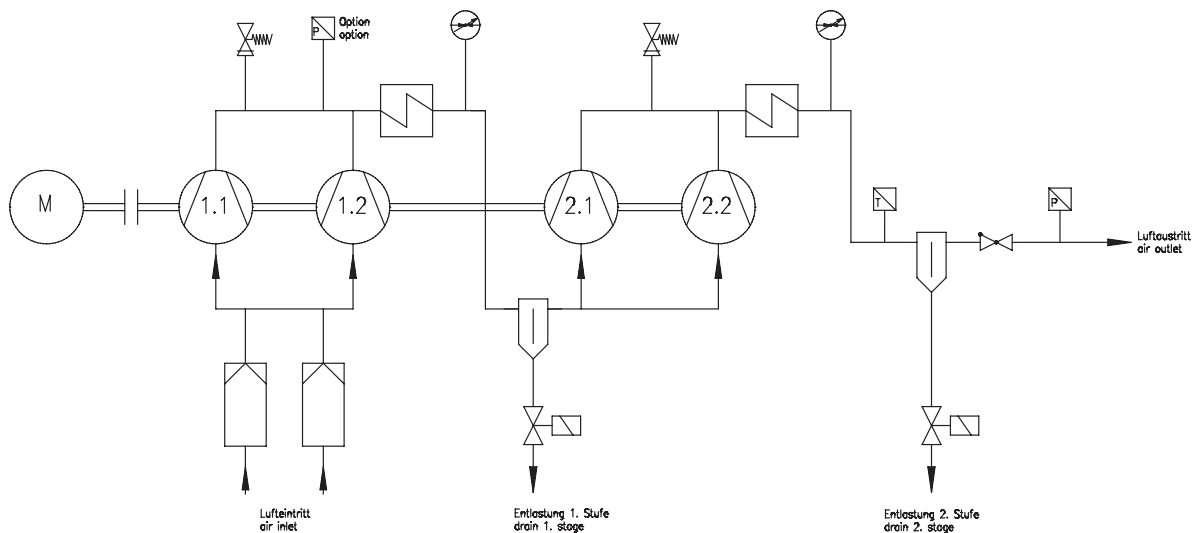 Option
option
P
M
1.1
1.2
2.1
2.2
T
P
Luftaustritt
air outlet
Lufteintritt
air inlet
Entlastung 1. Stufe
drain 1. stage
Entlastung 2. Stufe
drain 2. stage